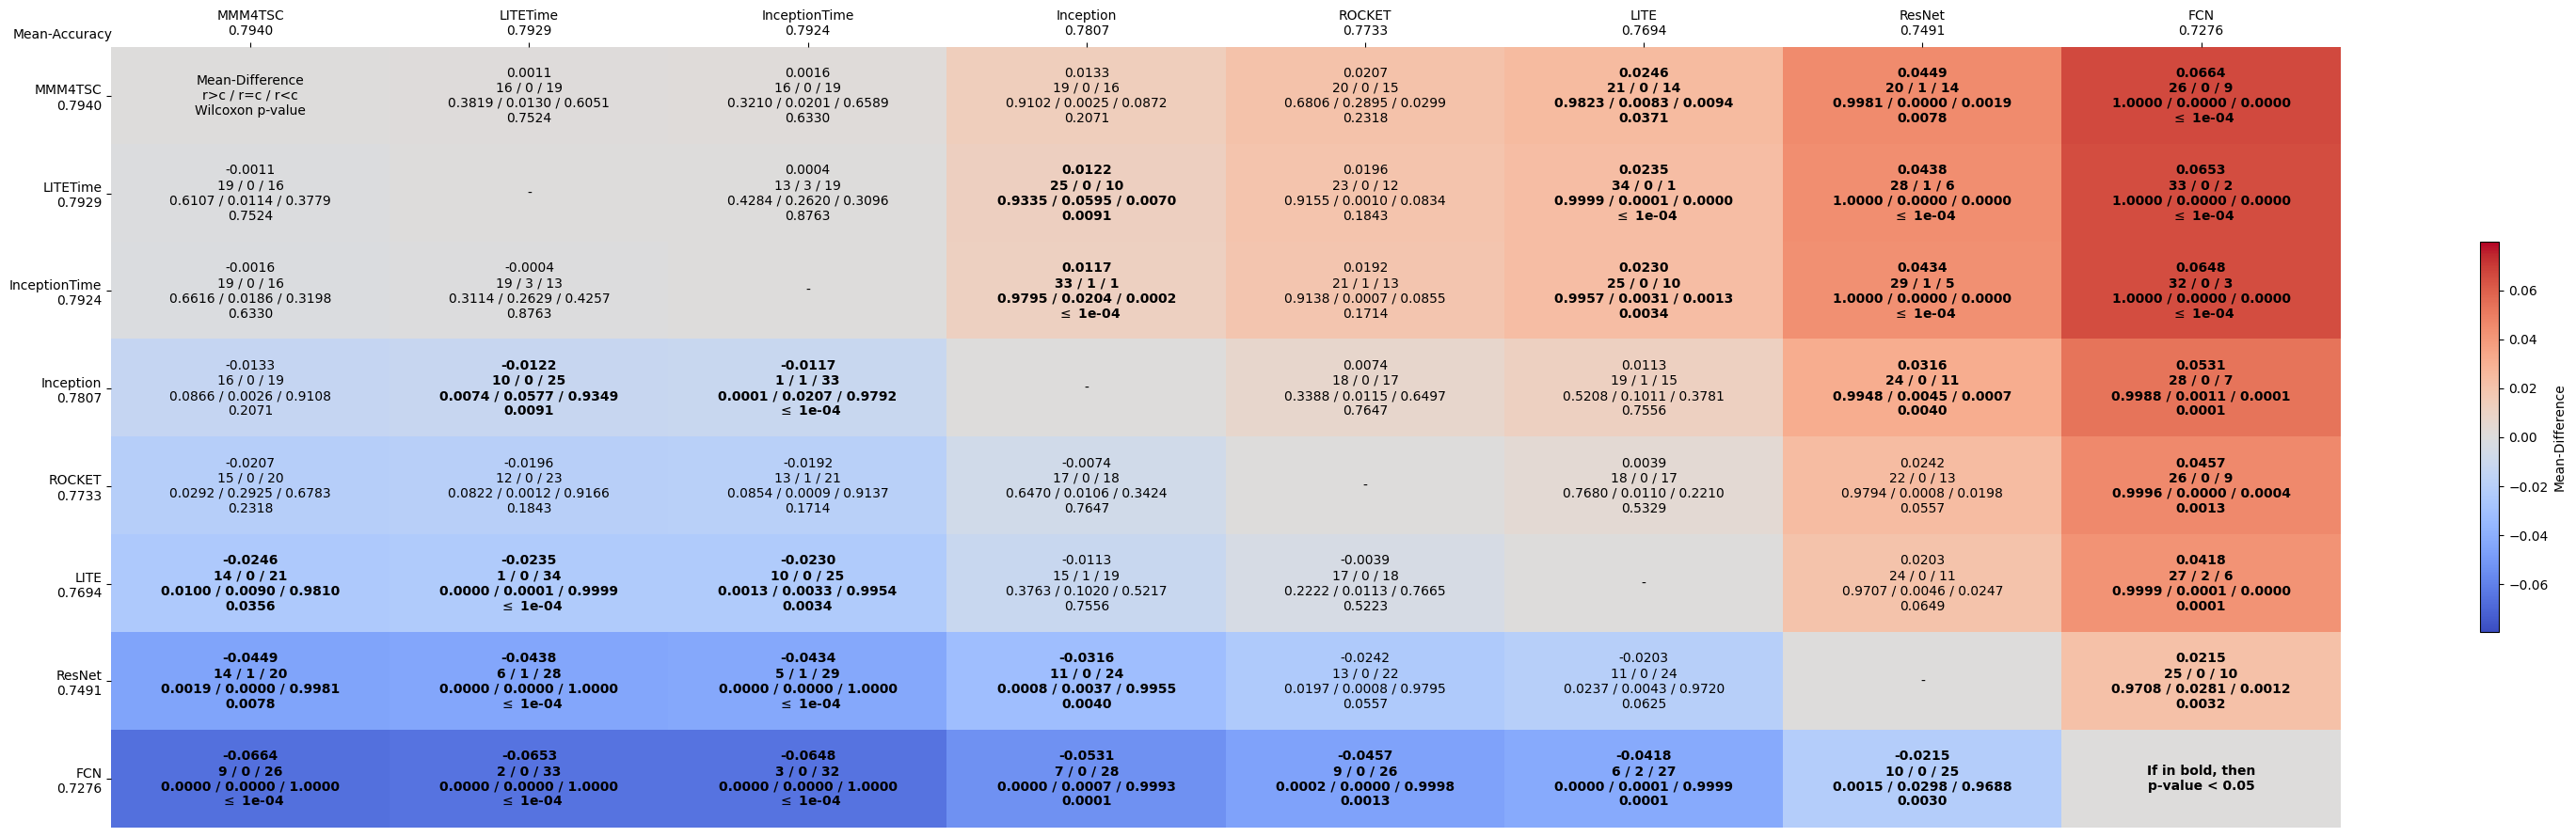 MMM4TSC LITETime InceptionTime Inception ROCKET LITE ResNet FCN
Mean-Accuracy 0.7940 0.7929 0.7924 0.7807 0.7733 0.7694 0.7491 0.7276
MMM4TSC
0.7940
Mean-Difference
r>c / r=c / r<c
Wilcoxon p-value
0.0011
16 / 0 / 19
0.3819 / 0.0130 / 0.6051
0.7524
0.0016
16 / 0 / 19
0.3210 / 0.0201 / 0.6589
0.6330
0.0133
19 / 0 / 16
0.9102 / 0.0025 / 0.0872
0.2071
0.0207
20 / 0 / 15
0.6806 / 0.2895 / 0.0299
0.2318
0.0246
21 / 0 / 14
0.9823 / 0.0083 / 0.0094
0.0371
0.0449
20 / 1 / 14
0.9981 / 0.0000 / 0.0019
0.0078
0.0664
26 / 0 / 9
1.0000 / 0.0000 / 0.0000
≤ 1e-04
LITETime
0.7929
-0.0011
19 / 0 / 16
0.6107 / 0.0114 / 0.3779
0.7524
-
0.0004
13 / 3 / 19
0.4284 / 0.2620 / 0.3096
0.8763
0.0122
25 / 0 / 10
0.9335 / 0.0595 / 0.0070
0.0091
0.0196
23 / 0 / 12
0.9155 / 0.0010 / 0.0834
0.1843
0.0235
34 / 0 / 1
0.9999 / 0.0001 / 0.0000
≤ 1e-04
0.0438
28 / 1 / 6
1.0000 / 0.0000 / 0.0000
≤ 1e-04
0.0653
33 / 0 / 2
1.0000 / 0.0000 / 0.0000
≤ 1e-04
InceptionTime
0.7924
-0.0016
19 / 0 / 16
0.6616 / 0.0186 / 0.3198
0.6330
-0.0004
19 / 3 / 13
0.3114 / 0.2629 / 0.4257
0.8763
-
0.0117
33 / 1 / 1
0.9795 / 0.0204 / 0.0002
≤ 1e-04
0.0192
21 / 1 / 13
0.9138 / 0.0007 / 0.0855
0.1714
0.0230
25 / 0 / 10
0.9957 / 0.0031 / 0.0013
0.0034
0.0434
29 / 1 / 5
1.0000 / 0.0000 / 0.0000
≤ 1e-04
0.0648
32 / 0 / 3
1.0000 / 0.0000 / 0.0000
≤ 1e-04
Inception
0.7807
-0.0133
16 / 0 / 19
0.0866 / 0.0026 / 0.9108
0.2071
-0.0122
10 / 0 / 25
0.0074 / 0.0577 / 0.9349
0.0091
-0.0117
1 / 1 / 33
0.0001 / 0.0207 / 0.9792
≤ 1e-04
-
0.0074
18 / 0 / 17
0.3388 / 0.0115 / 0.6497
0.7647
0.0113
19 / 1 / 15
0.5208 / 0.1011 / 0.3781
0.7556
0.0316
24 / 0 / 11
0.9948 / 0.0045 / 0.0007
0.0040
0.0531
28 / 0 / 7
0.9988 / 0.0011 / 0.0001
0.0001
ROCKET
0.7733
-0.0207
15 / 0 / 20
0.0292 / 0.2925 / 0.6783
0.2318
-0.0196
12 / 0 / 23
0.0822 / 0.0012 / 0.9166
0.1843
-0.0192
13 / 1 / 21
0.0854 / 0.0009 / 0.9137
0.1714
-0.0074
17 / 0 / 18
0.6470 / 0.0106 / 0.3424
0.7647
-
0.0039
18 / 0 / 17
0.7680 / 0.0110 / 0.2210
0.5329
0.0242
22 / 0 / 13
0.9794 / 0.0008 / 0.0198
0.0557
0.0457
26 / 0 / 9
0.9996 / 0.0000 / 0.0004
0.0013
LITE
0.7694
-0.0246
14 / 0 / 21
0.0100 / 0.0090 / 0.9810
0.0356
-0.0235
1 / 0 / 34
0.0000 / 0.0001 / 0.9999
≤ 1e-04
-0.0230
10 / 0 / 25
0.0013 / 0.0033 / 0.9954
0.0034
-0.0113
15 / 1 / 19
0.3763 / 0.1020 / 0.5217
0.7556
-0.0039
17 / 0 / 18
0.2222 / 0.0113 / 0.7665
0.5223
-
0.0203
24 / 0 / 11
0.9707 / 0.0046 / 0.0247
0.0649
0.0418
27 / 2 / 6
0.9999 / 0.0001 / 0.0000
0.0001
ResNet
0.7491
-0.0449
14 / 1 / 20
0.0019 / 0.0000 / 0.9981
0.0078
-0.0438
6 / 1 / 28
0.0000 / 0.0000 / 1.0000
≤ 1e-04
-0.0434
5 / 1 / 29
0.0000 / 0.0000 / 1.0000
≤ 1e-04
-0.0316
11 / 0 / 24
0.0008 / 0.0037 / 0.9955
0.0040
-0.0242
13 / 0 / 22
0.0197 / 0.0008 / 0.9795
0.0557
-0.0203
11 / 0 / 24
0.0237 / 0.0043 / 0.9720
0.0625
-
0.0215
25 / 0 / 10
0.9708 / 0.0281 / 0.0012
0.0032
FCN
0.7276
-0.0664
9 / 0 / 26
0.0000 / 0.0000 / 1.0000
≤ 1e-04
-0.0653
2 / 0 / 33
0.0000 / 0.0000 / 1.0000
≤ 1e-04
-0.0648
3 / 0 / 32
0.0000 / 0.0000 / 1.0000
≤ 1e-04
-0.0531
7 / 0 / 28
0.0000 / 0.0007 / 0.9993
0.0001
-0.0457
9 / 0 / 26
0.0002 / 0.0000 / 0.9998
0.0013
-0.0418
6 / 2 / 27
0.0000 / 0.0001 / 0.9999
0.0001
-0.0215
10 / 0 / 25
0.0015 / 0.0298 / 0.9688
0.0030
If in bold, then
p-value < 0.05
0.06
0.04
0.02
0.00
−0.02
−0.04
−0.06
Mean-Difference